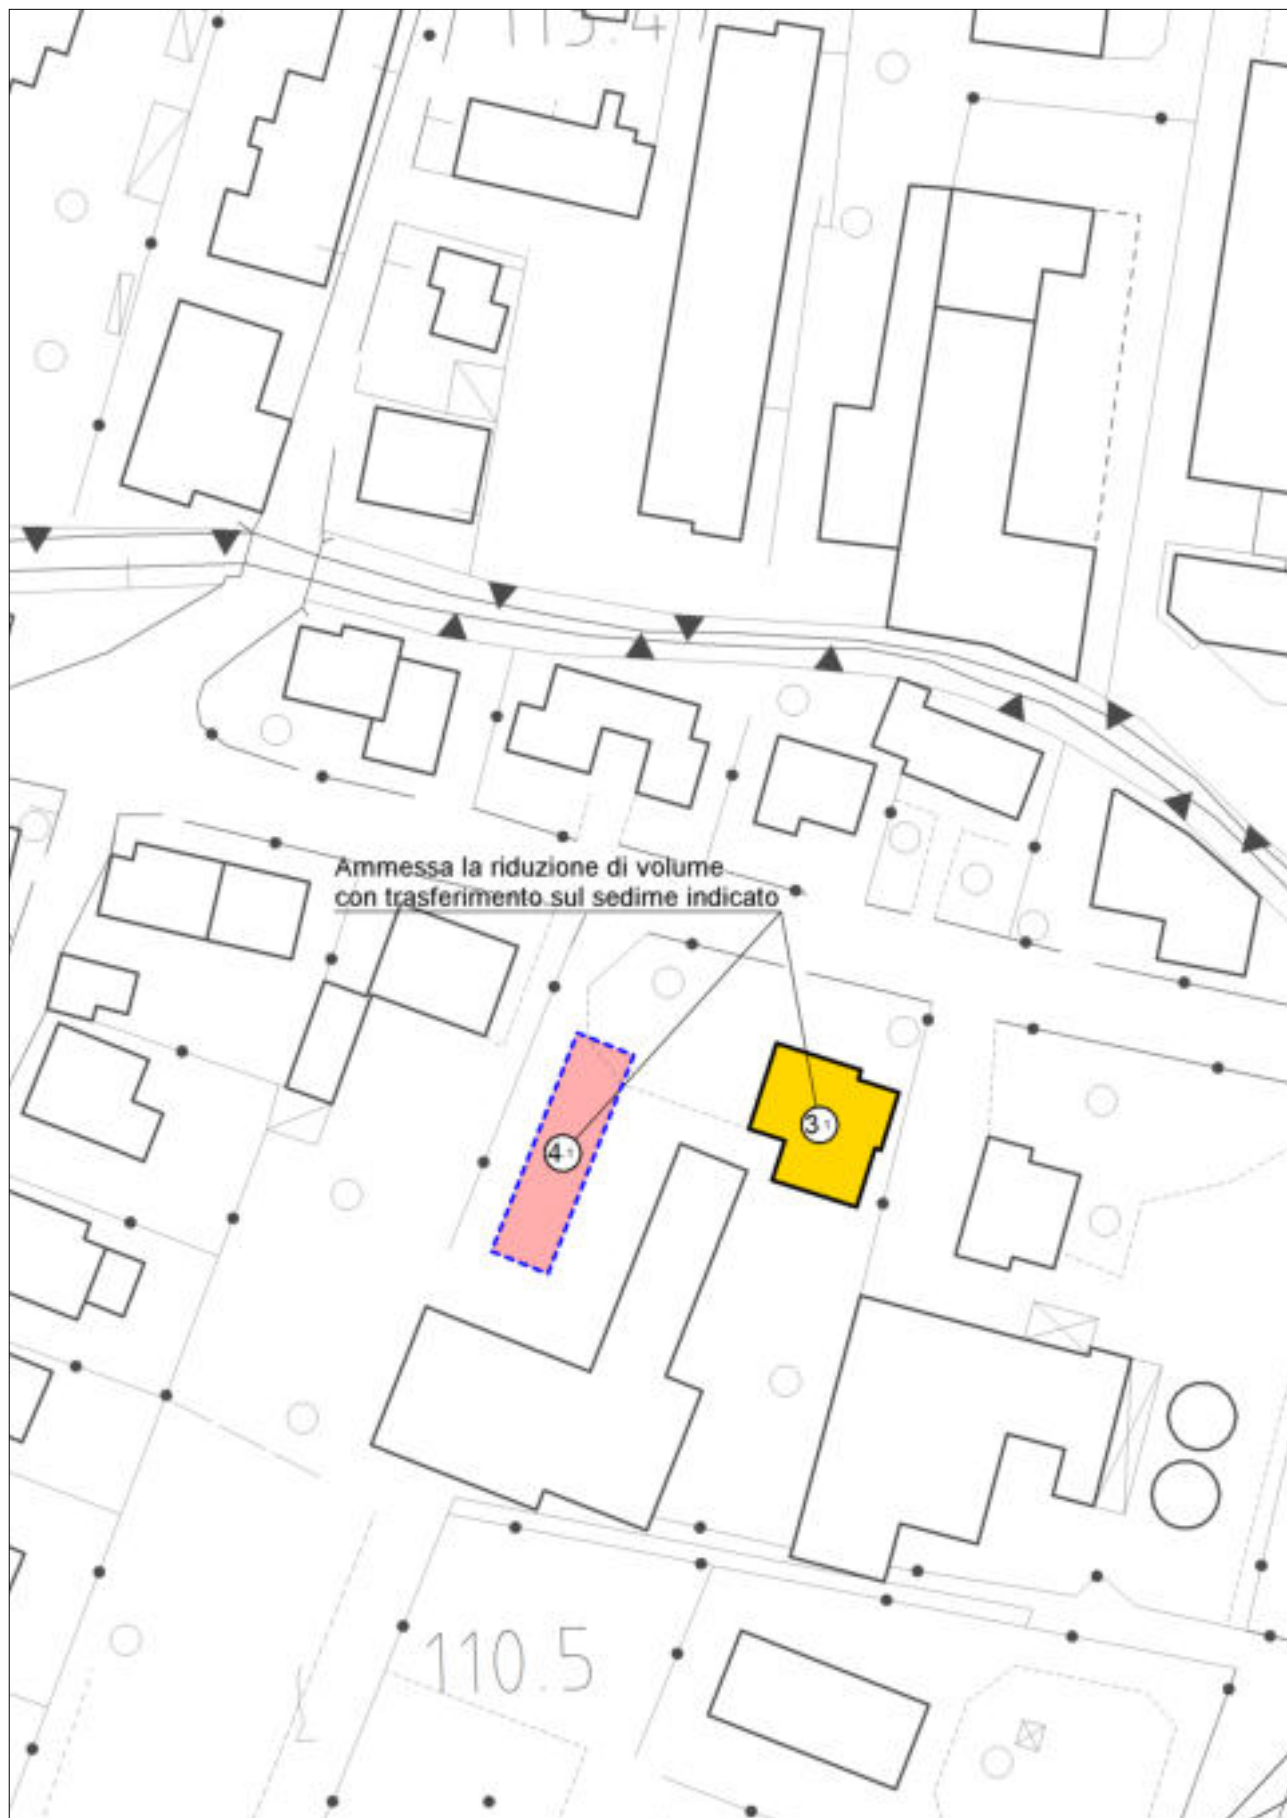 Ammessa la riduzione di volume
con trasferimento sul sedime indicato
3 1
4 1
110.5